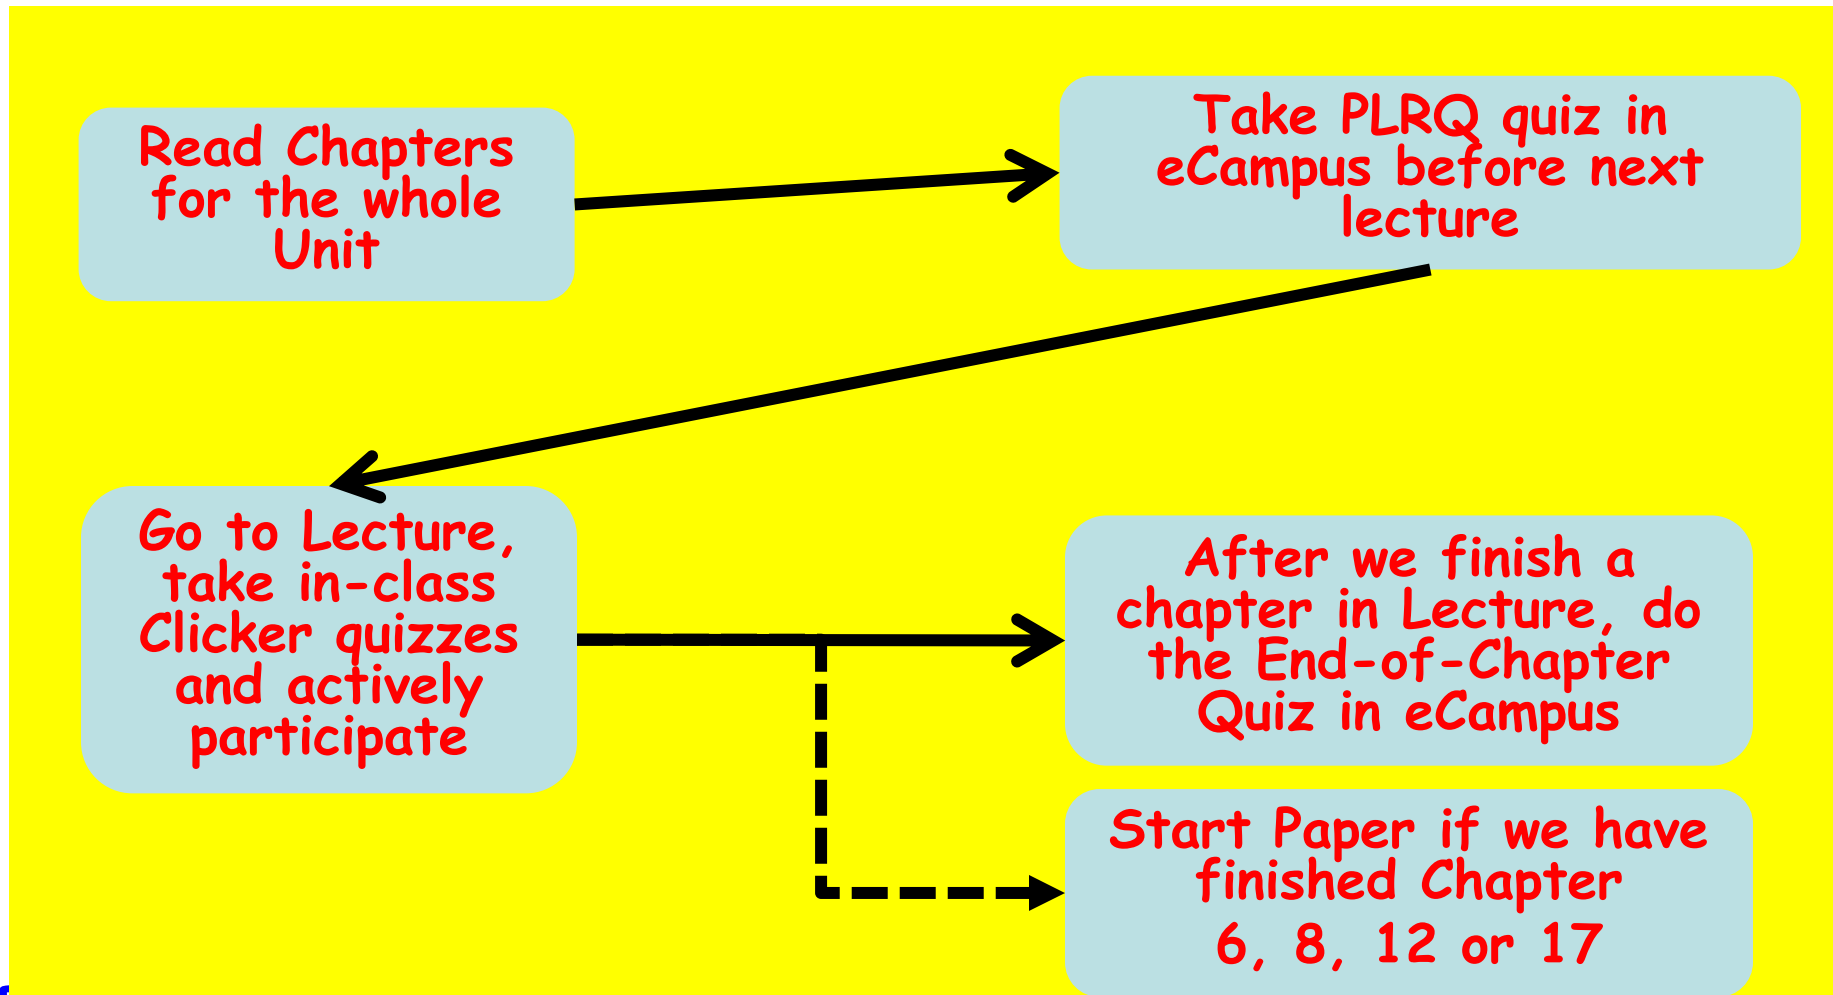 Read Chapters
for the whole
Unit
Take PLRQ quiz in
eCampus before next
lecture
Go to Lecture,
take in-class
Clicker quizzes
and actively
participate
After we finish a
chapter in Lecture, do
the End-of-Chapter
Quiz in eCampus
Start Paper if we have
finished Chapter
6, 8, 12 or 17